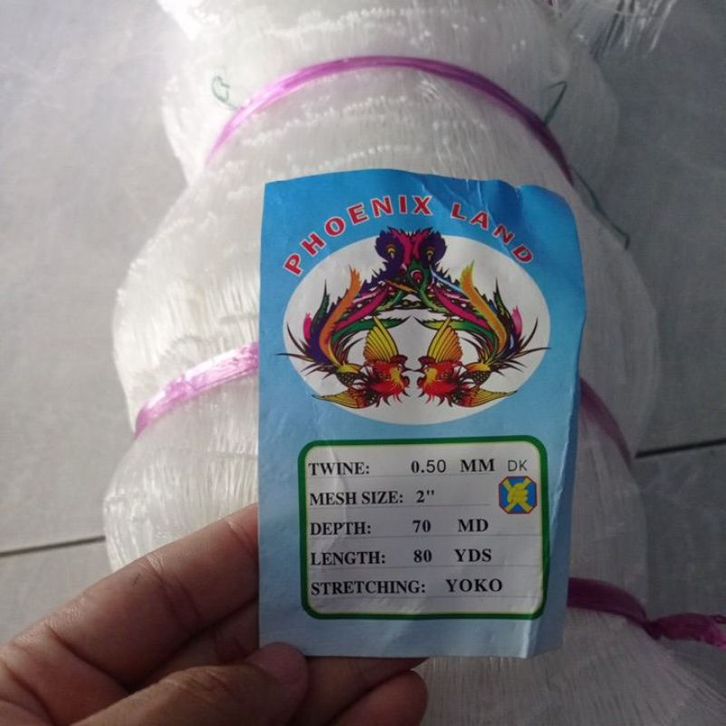 PHOENIX LAND
TWINE: 0.50 MM DK
MESH SIZE: 2"
DEPTH: 70 MD
LENGTH: 80 YDS
STRETCHING: YOKO